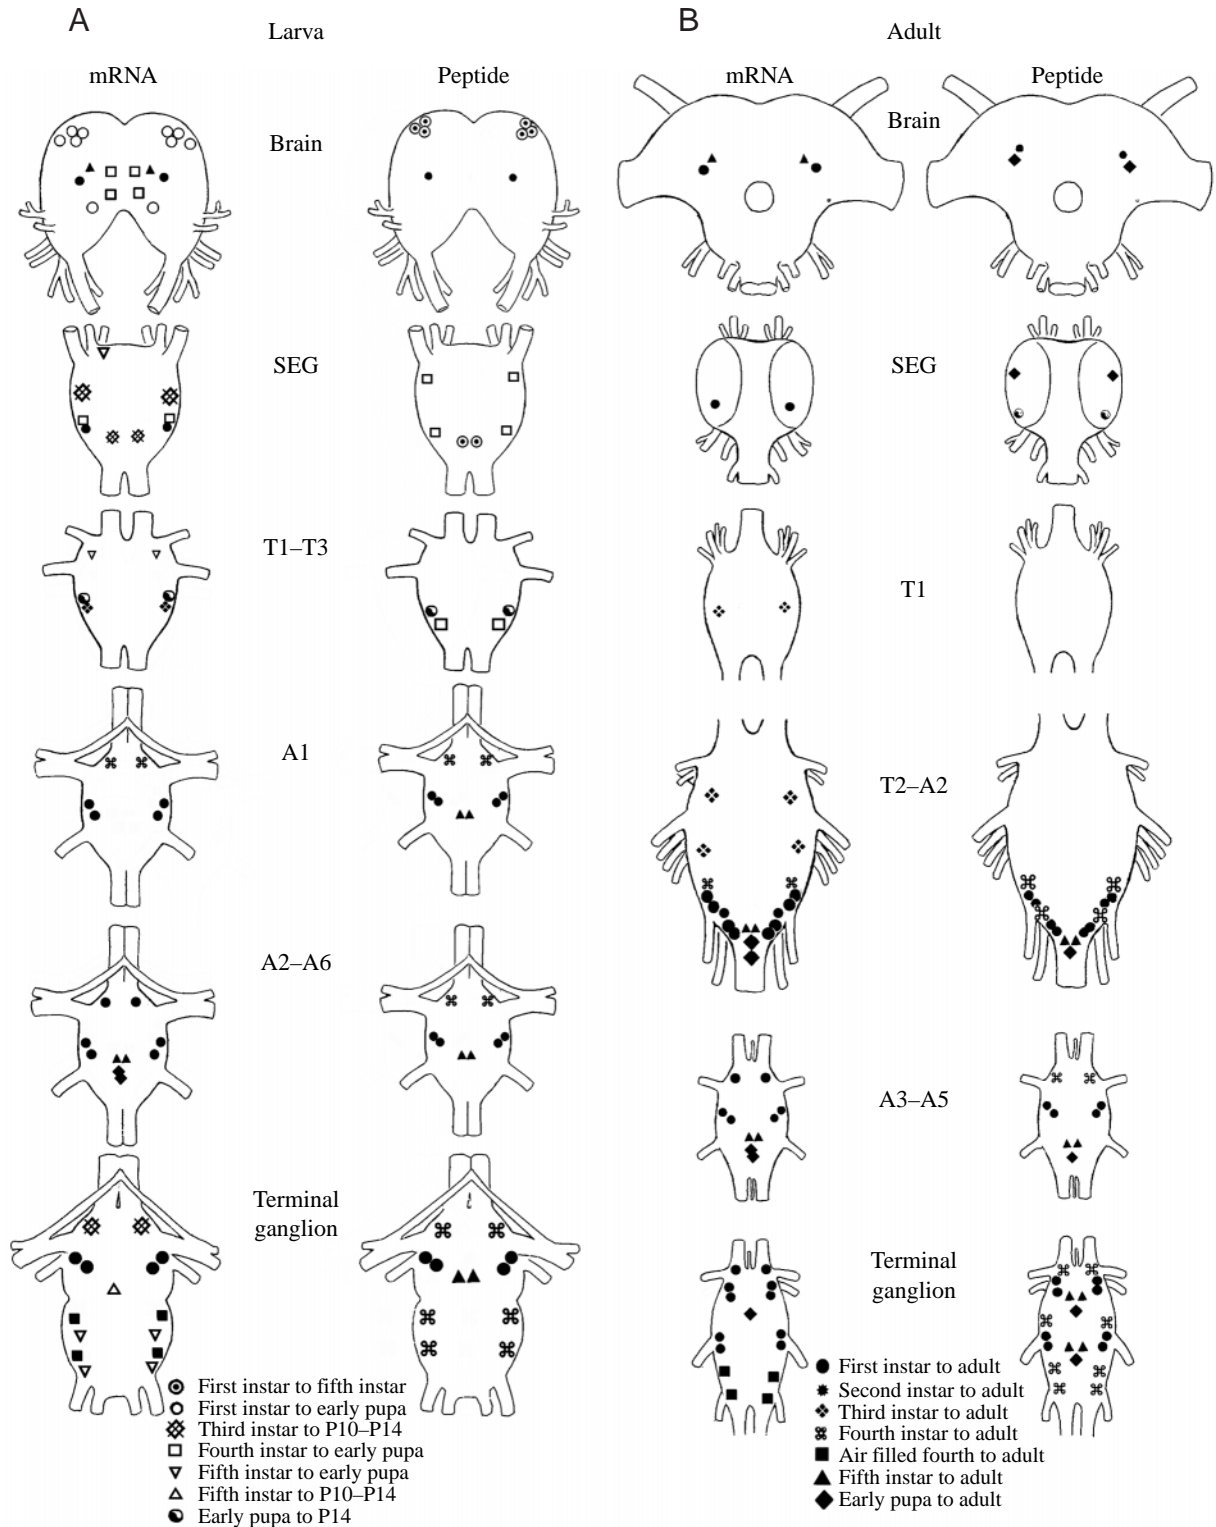 A
Larva
B
Adult
mRNA
Peptide
mRNA
Peptide
Brain
Brain
SEG
SEG
T1–T3
T1
A1
T2–A2
A2–A6
A3–A5
Terminal
ganglion
Terminal
ganglion
First instar to fifth instar
First instar to early pupa
Third instar to P10–P14
Fourth instar to early pupa
Fifth instar to early pupa
Fifth instar to P10–P14
Early pupa to P14
First instar to adult
Second instar to adult
Third instar to adult
Fourth instar to adult
Air filled fourth to adult
Fifth instar to adult
Early pupa to adult